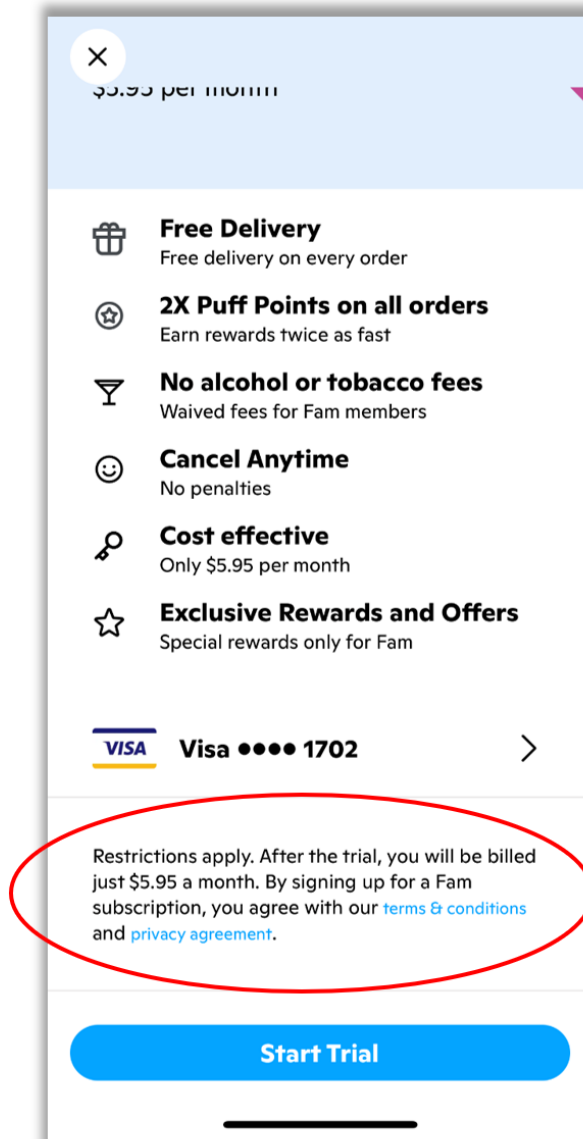 $5.95 per month
Free Delivery
Free delivery on every order
2X Puff Points on all orders
Earn rewards twice as fast
No alcohol or tobacco fees
Waived fees for Fam members
Cancel Anytime
No penalties
Cost effective
Only $5.95 per month
Exclusive Rewards and Offers
Special rewards only for Fam
VISA Visa •••• 1702
Restrictions apply. After the trial, you will be billed
just $5.95 a month. By signing up for a Fam
subscription, you agree with our terms & conditions
and privacy agreement.
Start Trial